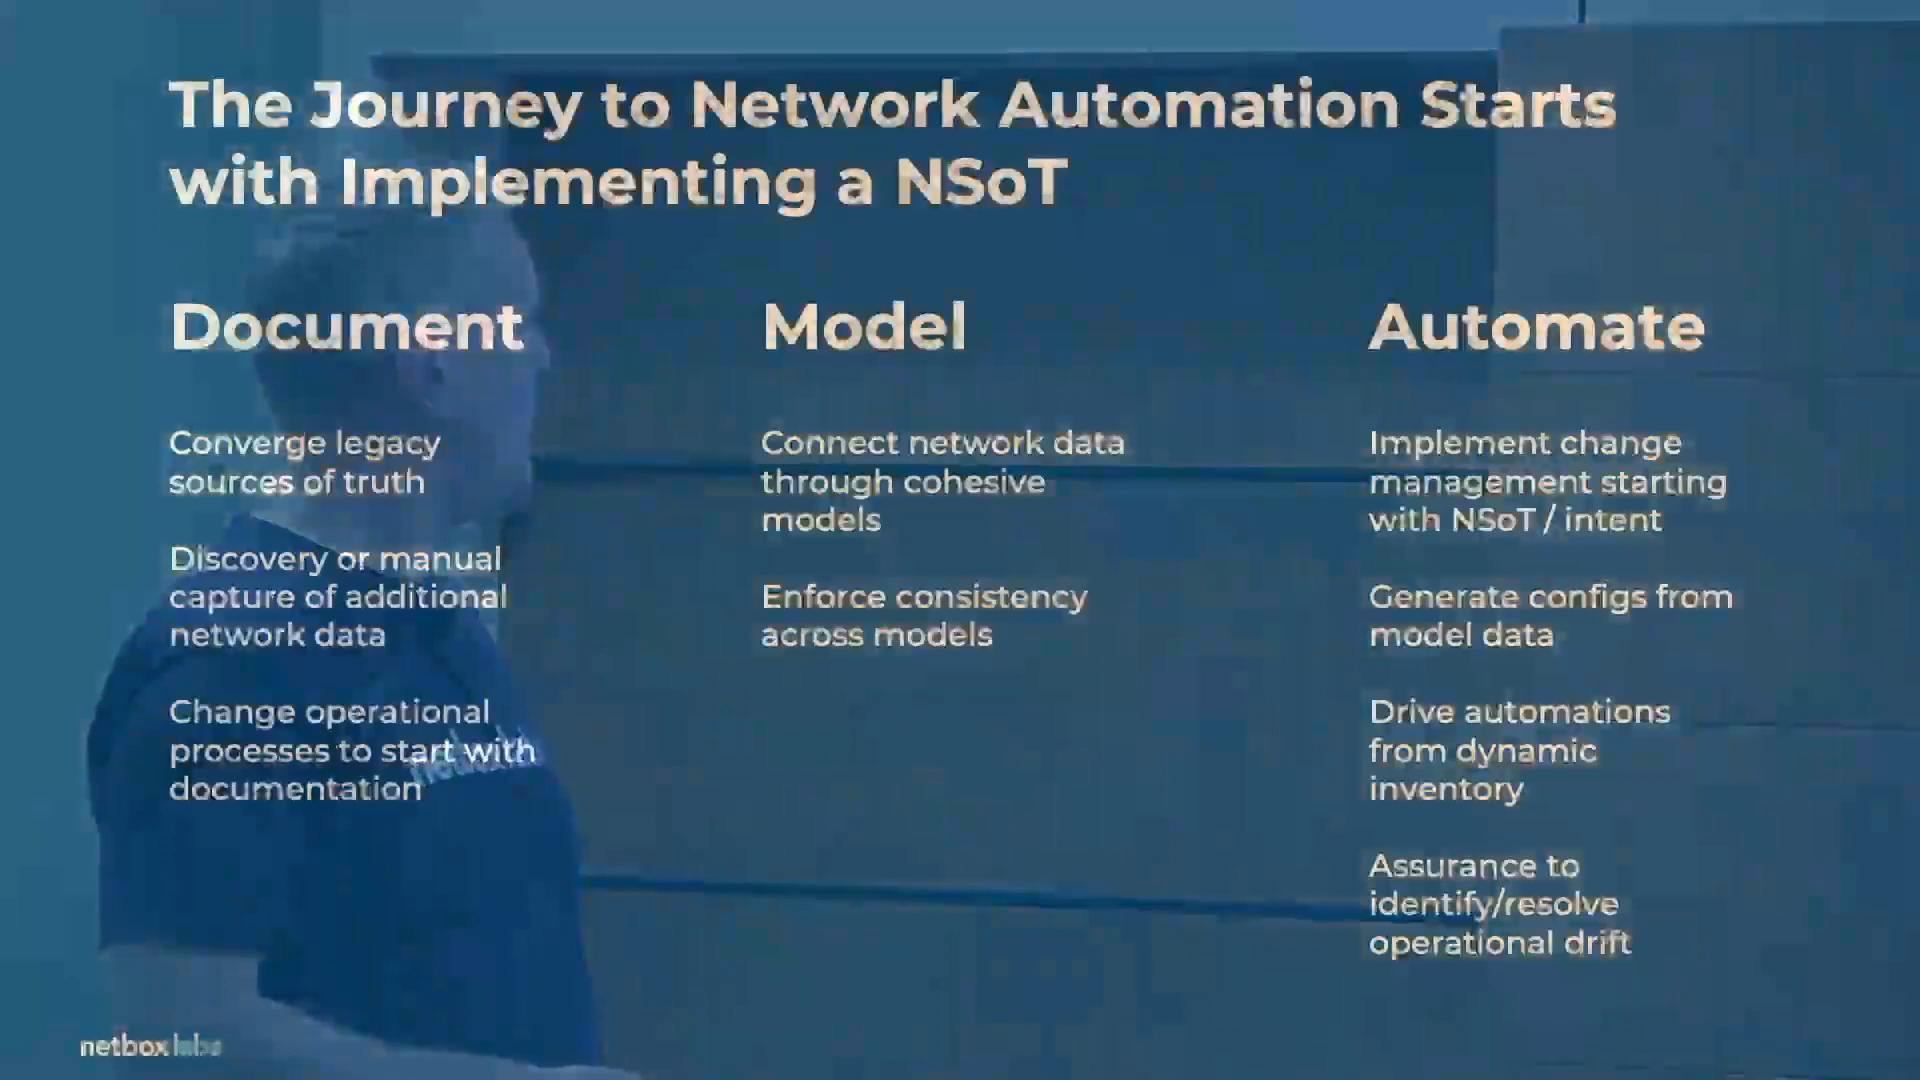 The Journey to Network Automation Starts
with Implementing a NSoT
Document
Converge legacy
sources of truth
Discovery or manual
capture of additional
network data
Change operational
processes to start with
documentation
Model
Connect network data
through cohesive
models
Enforce consistency
across models
Automate
Implement change
management starting
with NSoT / intent
Generate configs from
model data
Drive automations
from dynamic
inventory
Assurance to
identify/resolve
operational drift
netbox labs